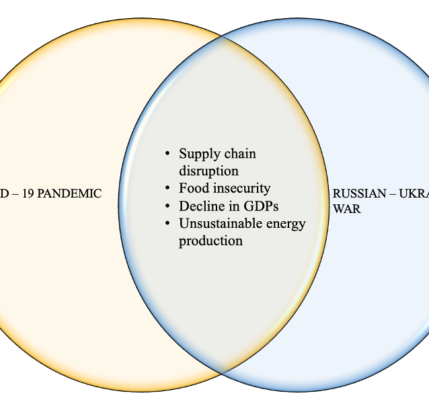 • Supply chain
disruption
• Food insecurity
D – 19 PANDEMIC
RUSSIAN – UKRA
• Decline in GDPs
WAR
• Unsustainable energy
production